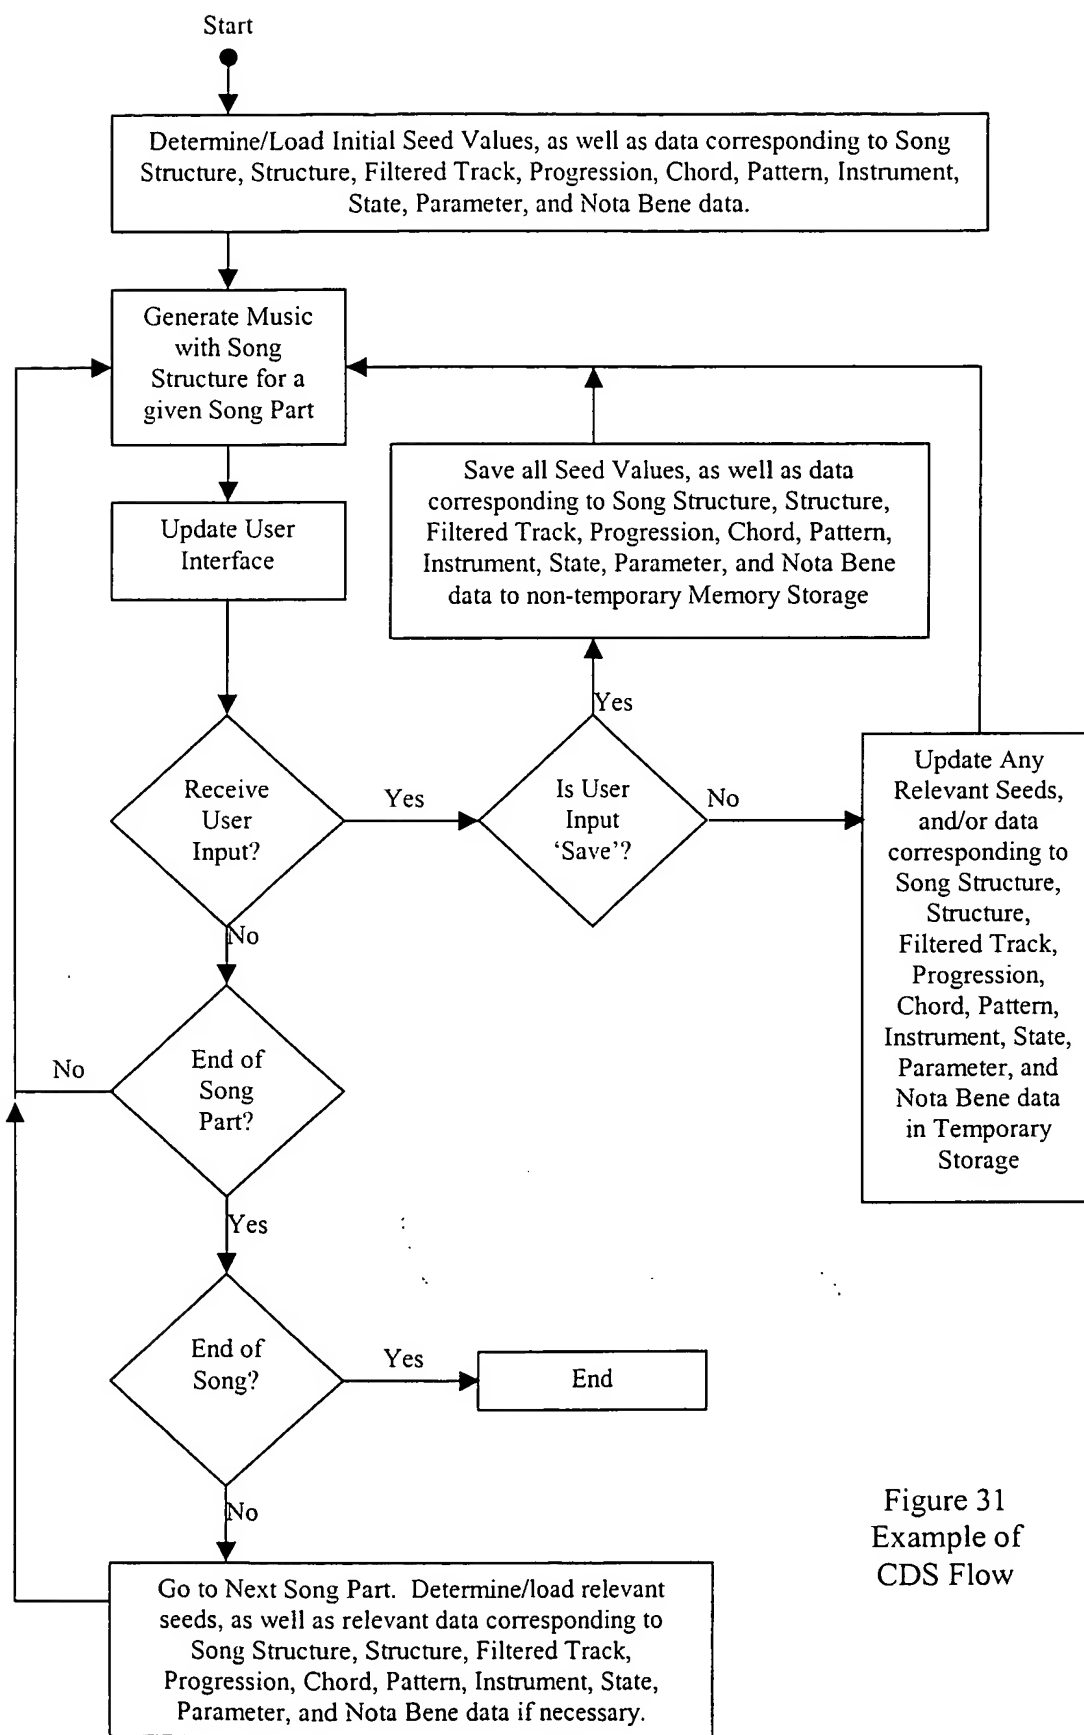 Start
Determine/Load Initial Seed Values, as well as data corresponding to Song
Structure, Structure, Filtered Track, Progression, Chord, Pattern, Instrument,
State, Parameter, and Nota Bene data.
Generate Music
with Song
Structure for a
given Song Part
Update User
Interface
Save all Seed Values, as well as data
corresponding to Song Structure, Structure,
Filtered Track, Progression, Chord, Pattern,
Instrument, State, Parameter, and Nota Bene
data to non-temporary Memory Storage
Yes
Receive
User
Input?
Yes
Is User
Input
‘Save’?
No
Update Any
Relevant Seeds,
and/or data
corresponding to
Song Structure,
Structure,
Filtered Track,
Progression,
Chord, Pattern,
Instrument, State,
Parameter, and
Nota Bene data
in Temporary
Storage
No
End of
Song
Part?
No
Yes
End of
Song?
Yes
End
No
Go to Next Song Part. Determine/load relevant
seeds, as well as relevant data corresponding to
Song Structure, Structure, Filtered Track,
Progression, Chord, Pattern, Instrument, State,
Parameter, and Nota Bene data if necessary.
Figure 31
Example of
CDS Flow